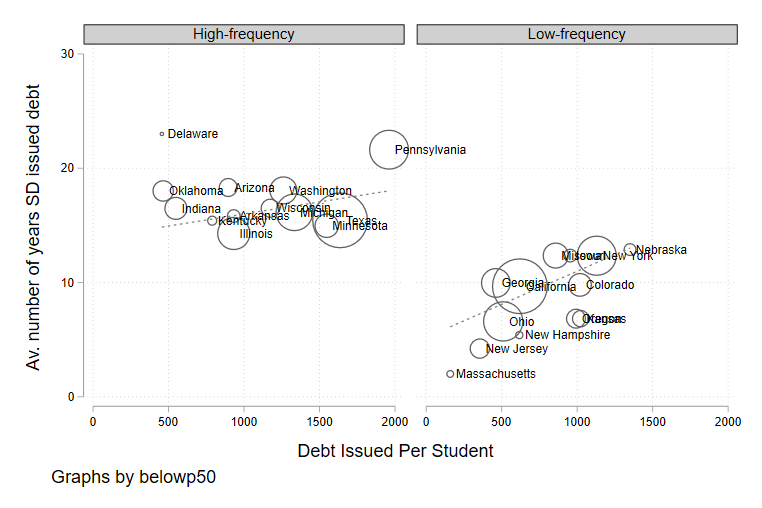 High-frequency
Low-frequency
Av. number of years SD issued debt
30
20
10
0
Delaware
Pennsylvania
Oklahoma
Arizona
Washington
Indiana
Wisconsin
Michigan
Arkansas
Kentucky
Texas
Minnesota
Illinois
Nebraska
Missouri
Iowa
New York
Georgia
California
Colorado
Ohio
Oregon
Kansas
New Hampshire
New Jersey
Massachusetts
0 500 1000 1500 2000
0 500 1000 1500 2000
Debt Issued Per Student
Graphs by belowp50